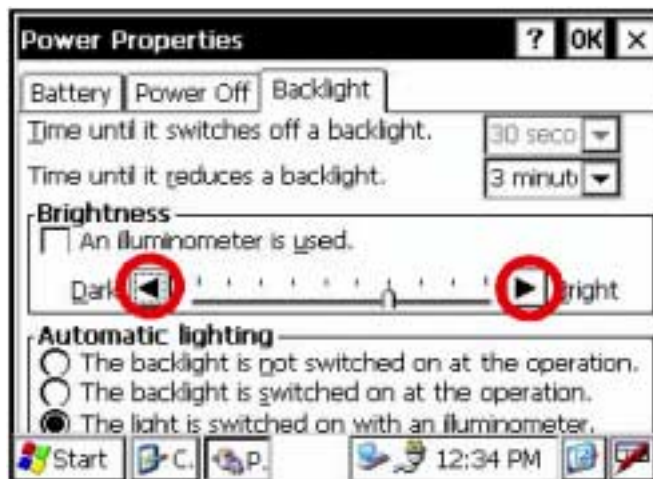 Power Properties ? OK ×
Battery Power Off Backlight
Time until it switches off a backlight. 30 seco
Time until it reduces a backlight. 3 minut
Brightness
An illuminometer is used.
Dark Bright
Automatic lighting
The backlight is not switched on at the operation.
The backlight is switched on at the operation.
The light is switched on with an illuminometer.
Start C. P. 12:34 PM